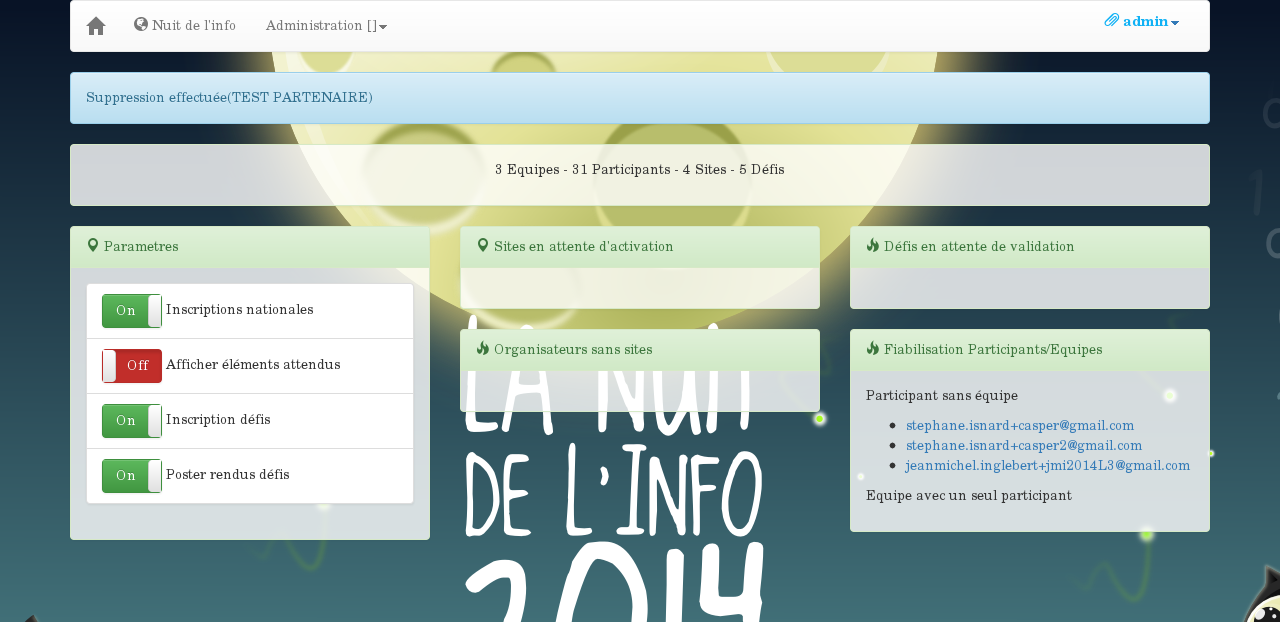 Nuit de l'info
Administration []
admin
Suppression effectuée(TEST PARTENAIRE)
3 Equipes - 31 Participants - 4 Sites - 5 Défis
Parametres
On Inscriptions nationales
Off Afficher éléments attendus
On Inscription défis
On Poster rendus défis
Sites en attente d'activation
Organisateurs sans sites
Défis en attente de validation
Fiabilisation Participants/Equipes
Participant sans équipe
stephane.isnard+casper@gmail.com
stephane.isnard+casper2@gmail.com
jeanmichel.inglebert+jmi2014L3@gmail.com
Equipe avec un seul participant
LA NUIT
DE L'INFO
2014